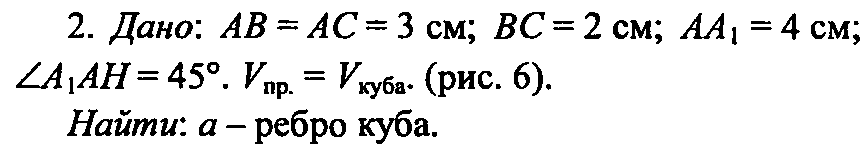 2. Дано: AB = AC = 3 см; BC = 2 см; AA₁ = 4 см;
∠A₁AH = 45°. Vпр. = Vкуба. (рис. 6).
Найти: a – ребро куба.